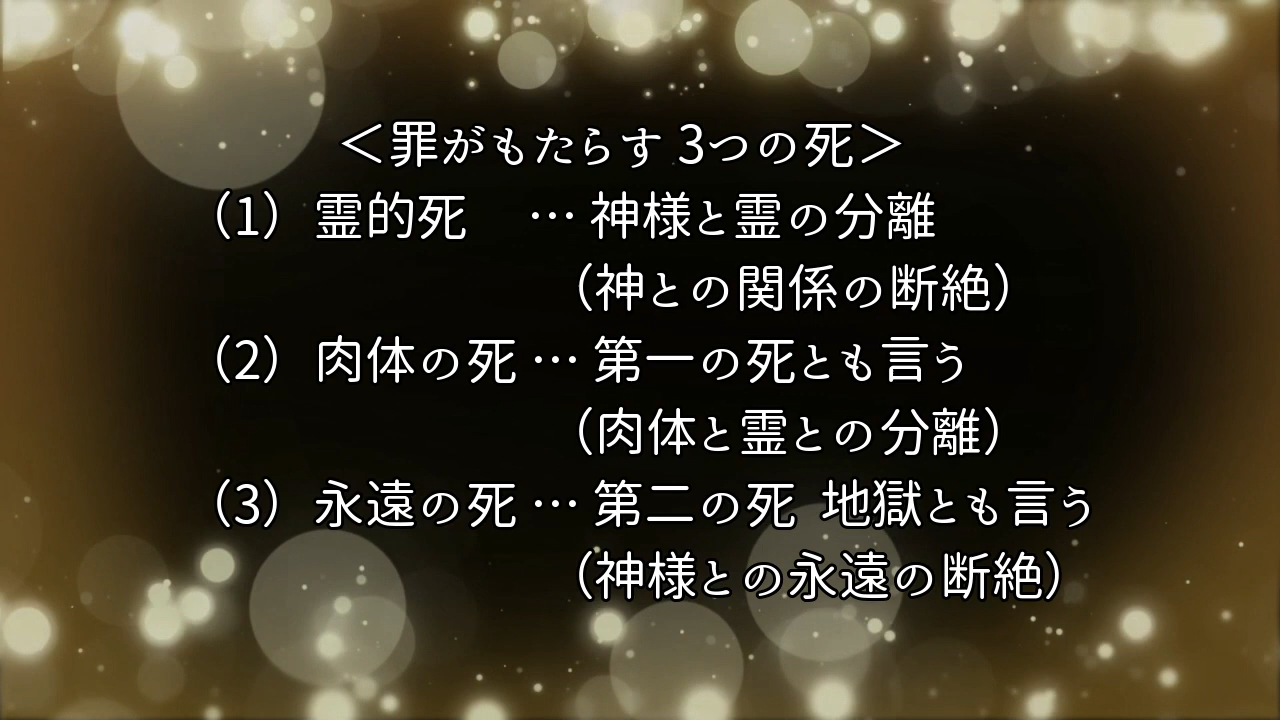 ＜罪がもたらす 3つの死＞
（1）霊的死　… 神様と霊の分離
（神との関係の断絶）
（2）肉体の死 … 第一の死とも言う
（肉体と霊との分離）
（3）永遠の死 … 第二の死 地獄とも言う
（神様との永遠の断絶）